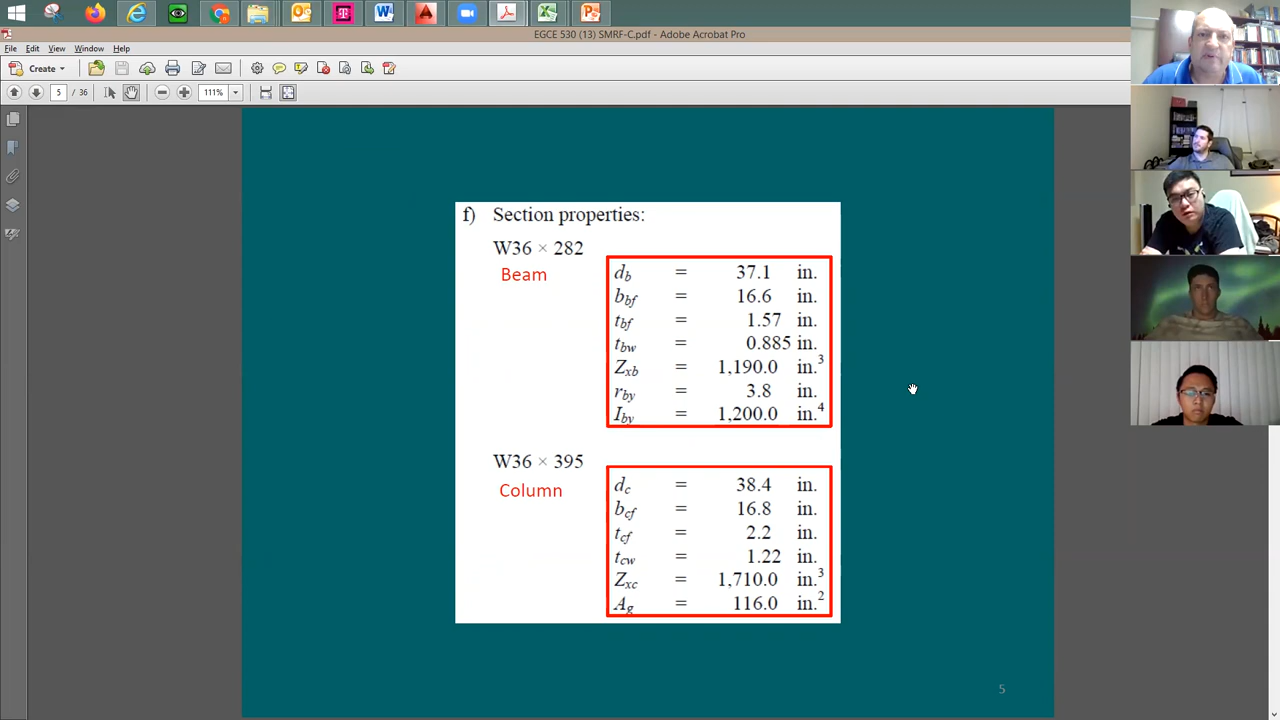 EGCE 530 (13) SMRF-C.pdf - Adobe Acrobat Pro
File Edit View Window Help
Create
5 / 36 111%
f) Section properties:
W36 × 282
Beam
d_b = 37.1 in.
b_bf = 16.6 in.
t_bf = 1.57 in.
t_bw = 0.885 in.
Z_xb = 1,190.0 in.³
r_by = 3.8 in.
I_by = 1,200.0 in.⁴
W36 × 395
Column
d_c = 38.4 in.
b_cf = 16.8 in.
t_cf = 2.2 in.
t_cw = 1.22 in.
Z_xc = 1,710.0 in.³
A_g = 116.0 in.²
5